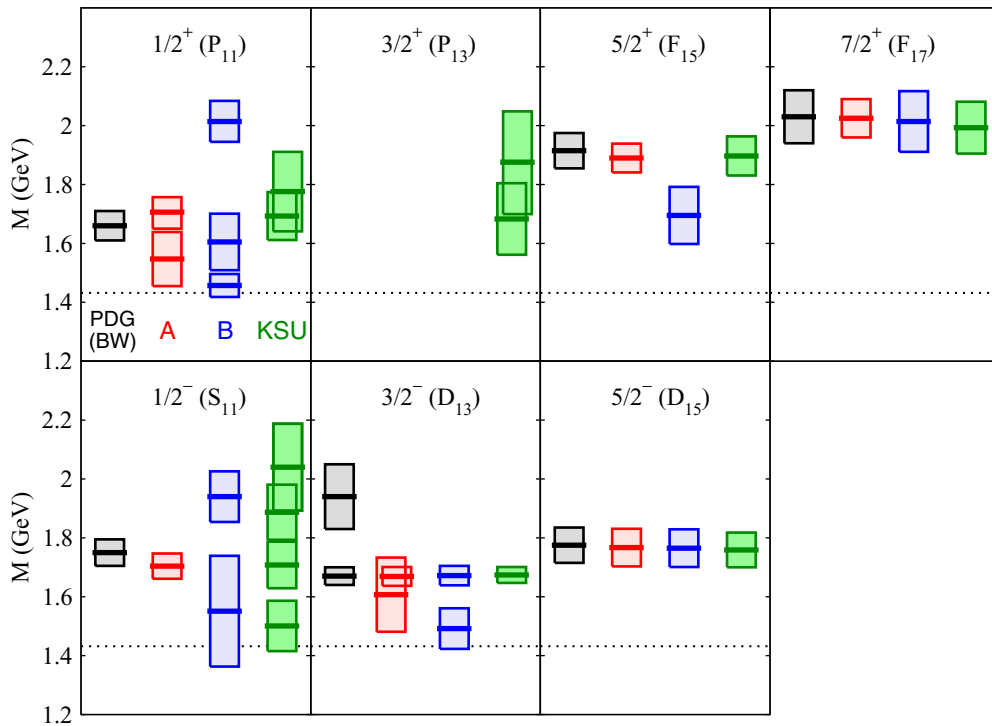 1/2⁺ (P₁₁) 3/2⁺ (P₁₃) 5/2⁺ (F₁₅) 7/2⁺ (F₁₇)
2.2
2
1.8
1.6
1.4
1.2
M (GeV)
PDG
(BW) A B KSU
1/2⁻ (S₁₁) 3/2⁻ (D₁₃) 5/2⁻ (D₁₅)
2.2
2
1.8
1.6
1.4
1.2
M (GeV)